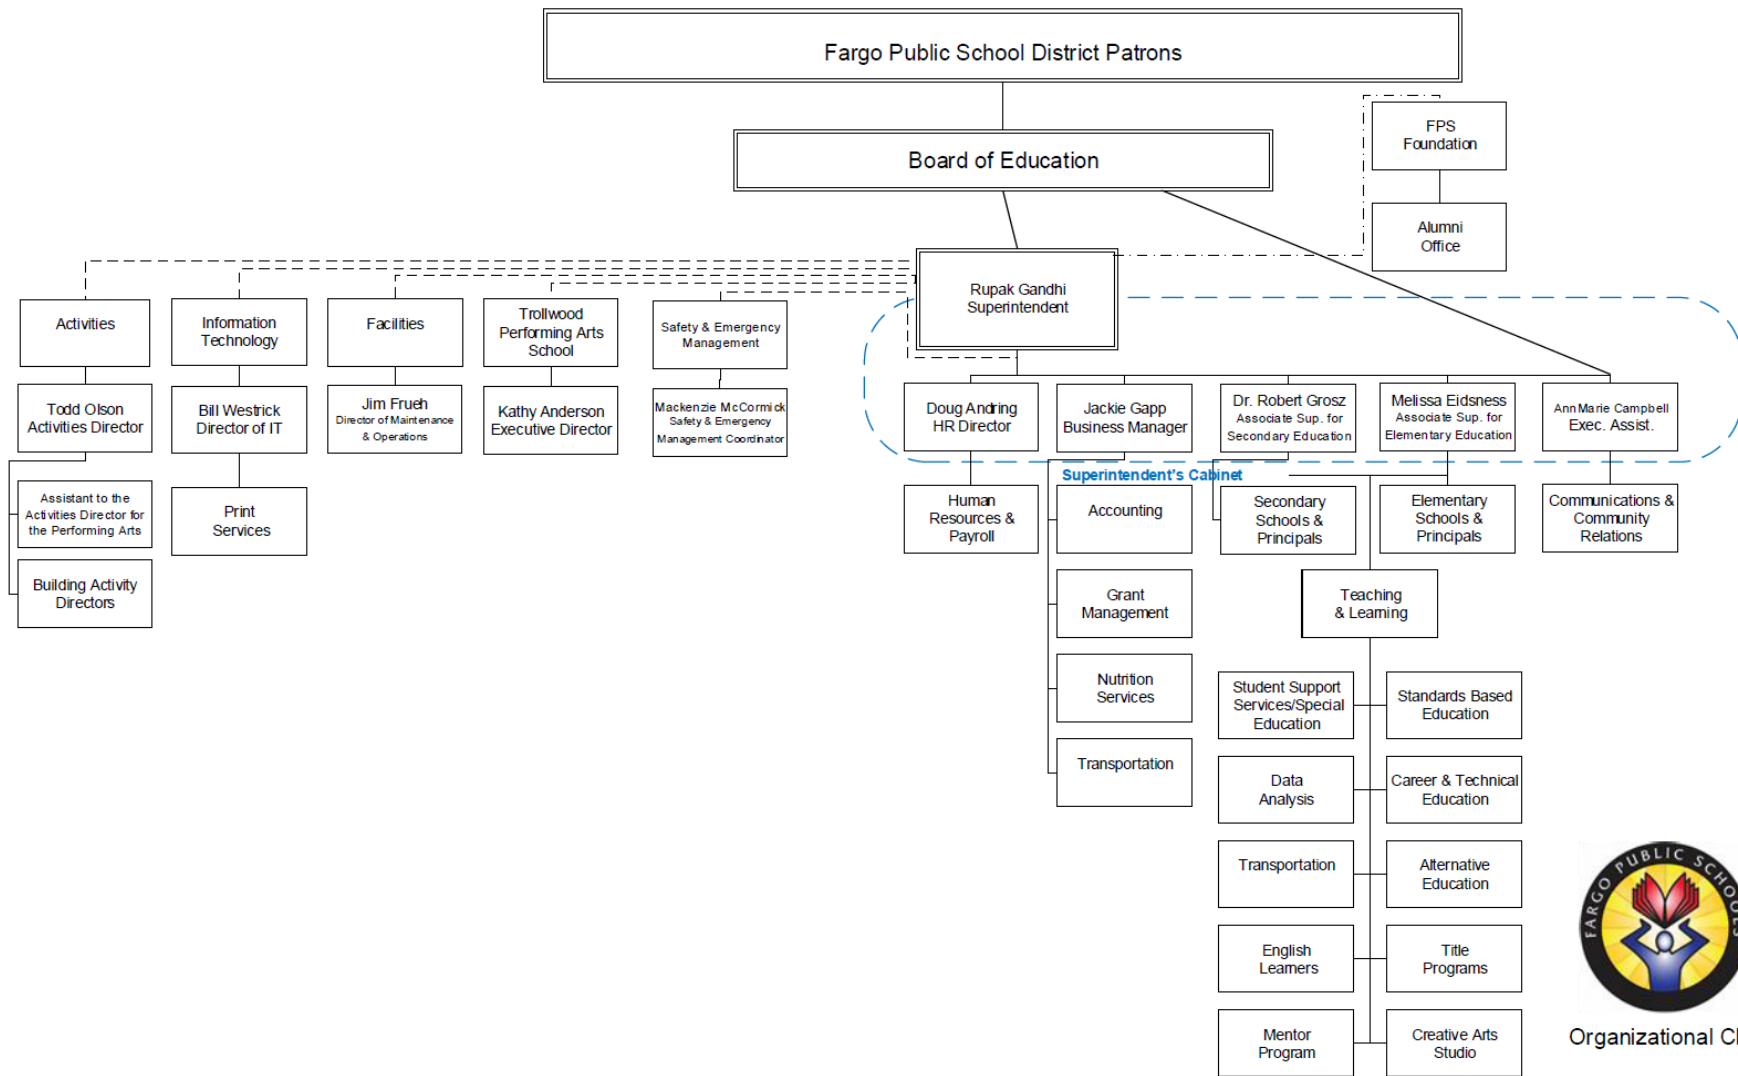 Fargo Public School District Patrons
Board of Education
FPS
Foundation
Alumni
Office
Rupak Gandhi
Superintendent
Activities
Information
Technology
Facilities
Trollwood
Performing Arts
School
Safety & Emergency
Management
Todd Olson
Activities Director
Bill Westrick
Director of IT
Jim Frueh
Director of Maintenance
& Operations
Kathy Anderson
Executive Director
Mackenzie McCormick
Safety & Emergency
Management Coordinator
Doug Andring
HR Director
Jackie Gapp
Business Manager
Dr. Robert Grosz
Associate Sup. for
Secondary Education
Melissa Eidsness
Associate Sup. for
Elementary Education
AnnMarie Campbell
Exec. Assist.
Superintendent's Cabinet
Assistant to the
Activities Director for
the Performing Arts
Print
Services
Human
Resources &
Payroll
Accounting
Secondary
Schools &
Principals
Elementary
Schools &
Principals
Communications &
Community
Relations
Building Activity
Directors
Grant
Management
Teaching
& Learning
Nutrition
Services
Student Support
Services/Special
Education
Standards Based
Education
Transportation
Data
Analysis
Career & Technical
Education
Transportation
Alternative
Education
English
Learners
Title
Programs
Mentor
Program
Creative Arts
Studio
FARGO PUBLIC SCHOOLS
Organizational C